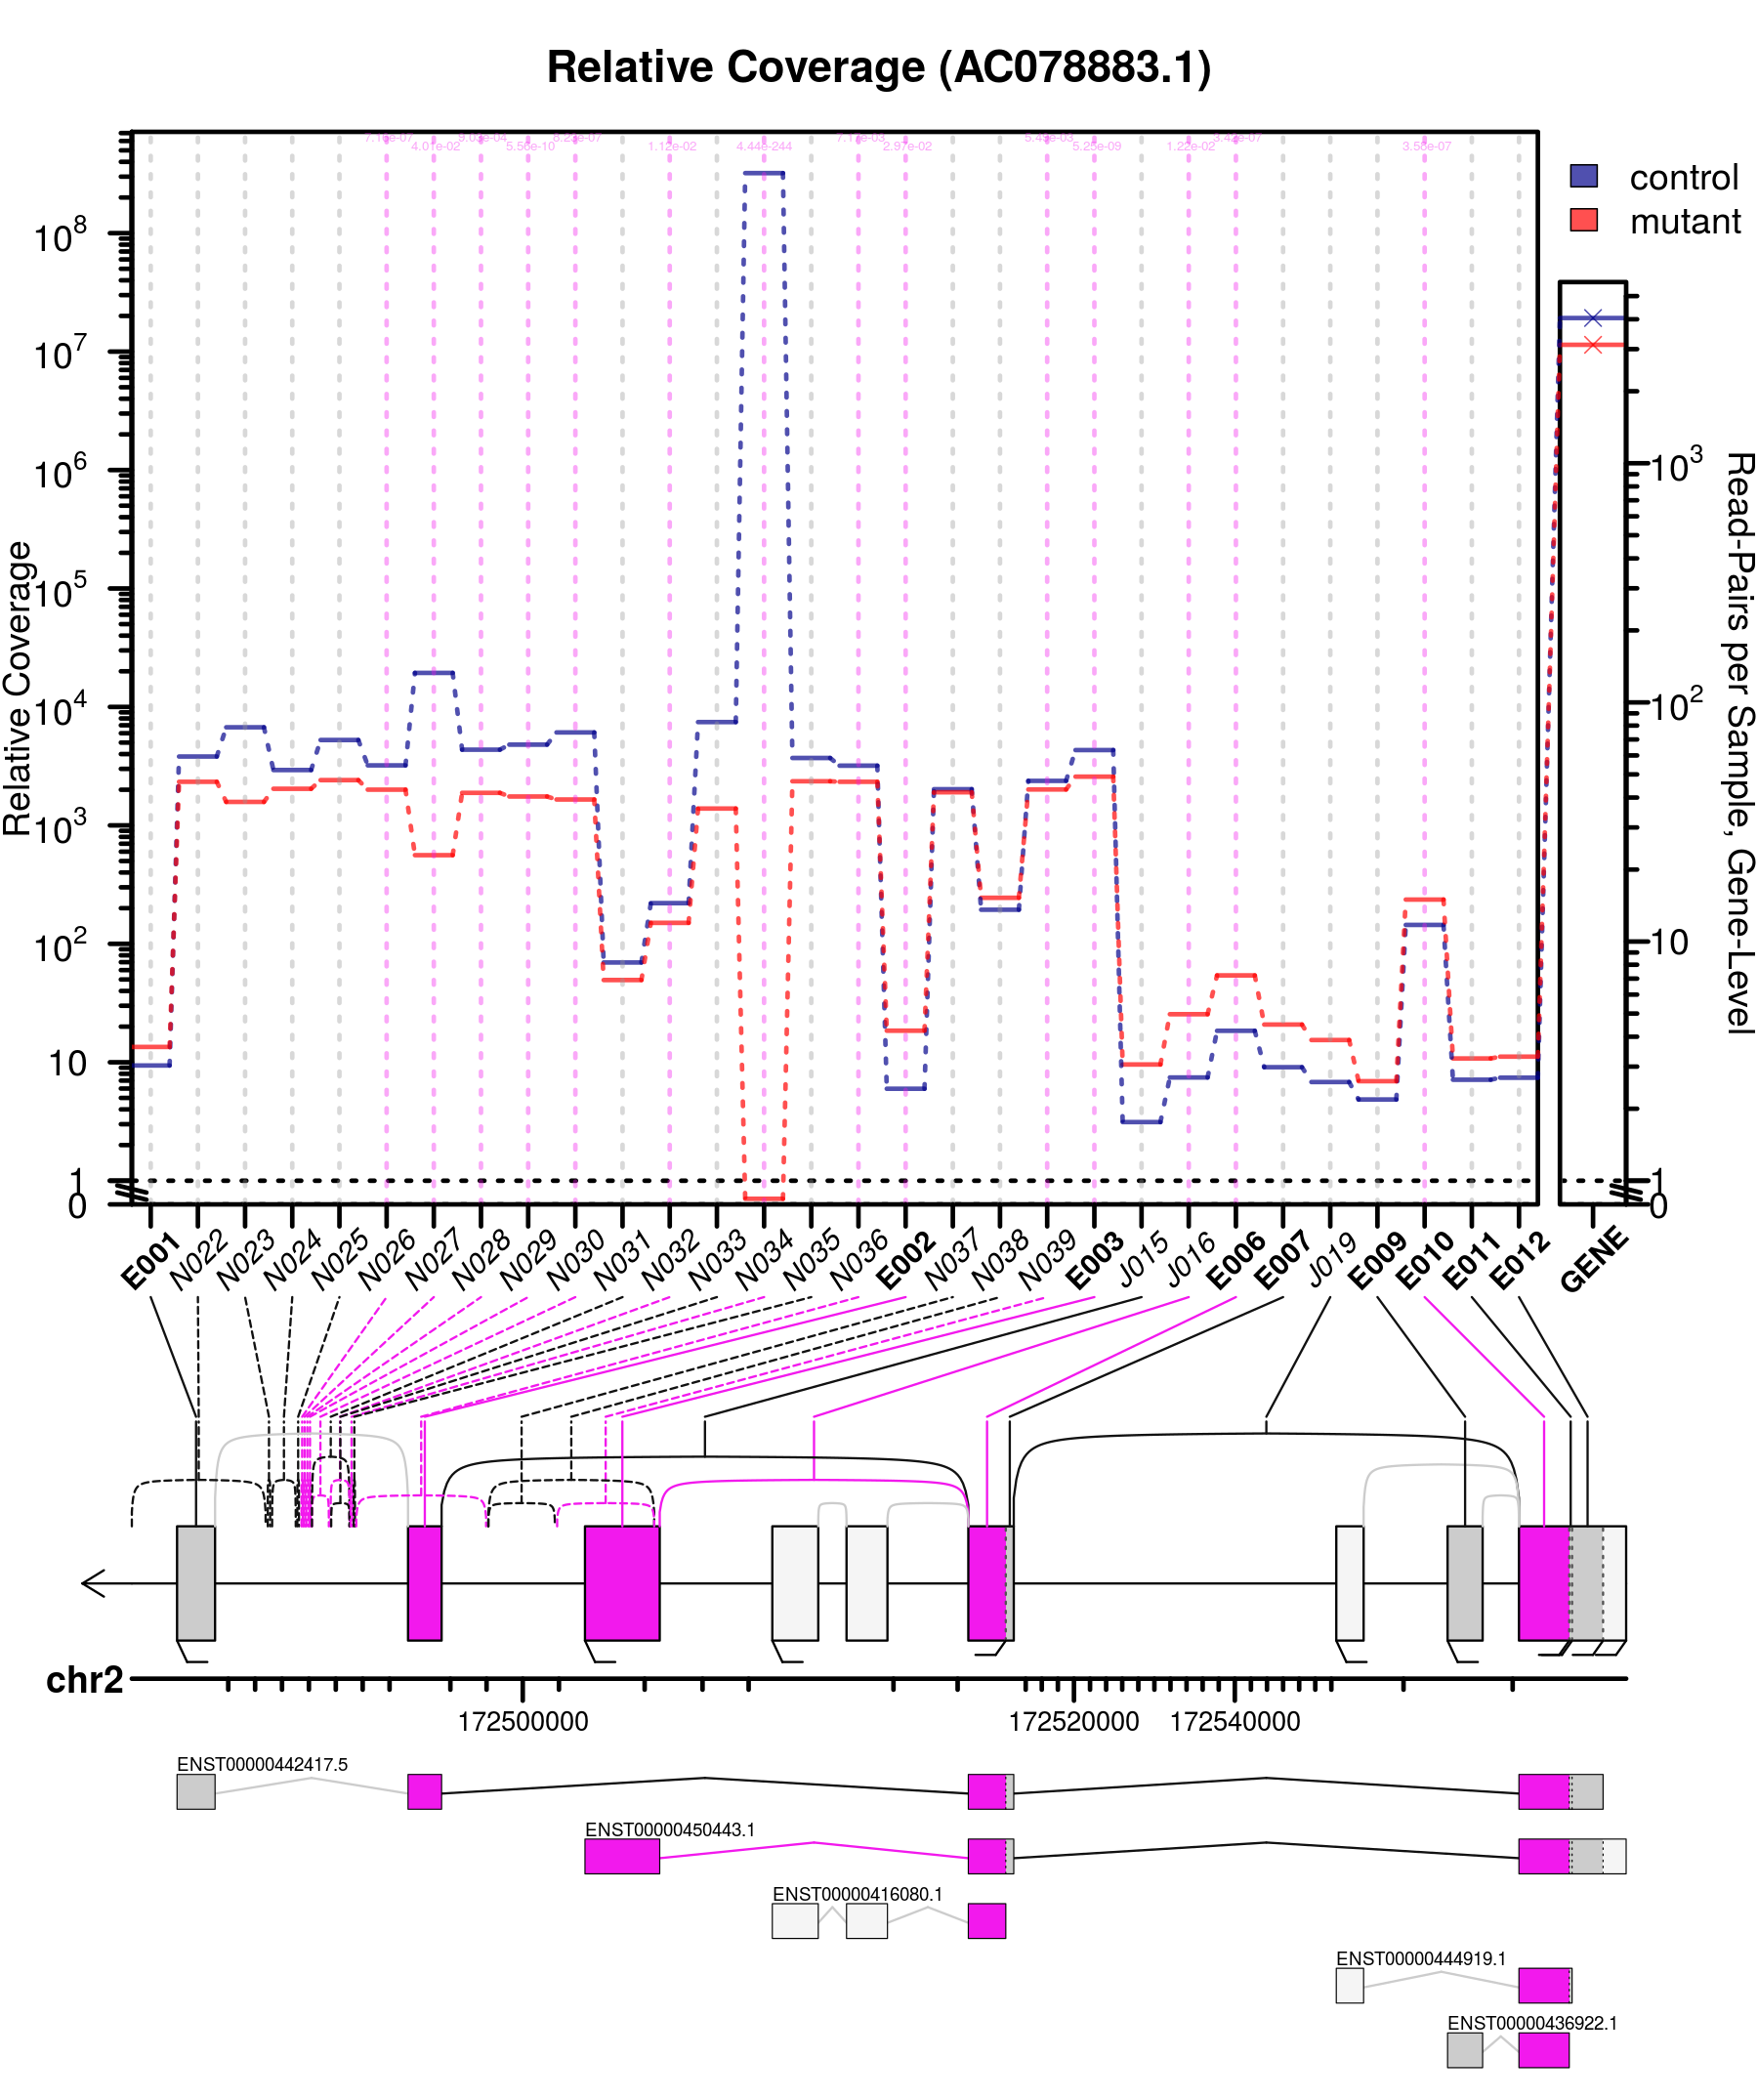 Relative Coverage (AC078883.1)
4.01e-02
5.56e-10
1.12e-02
4.44e-244
2.97e-02
5.25e-09
1.22e-02
3.56e-07
control
mutant
Relative Coverage
10^8
10^7
10^6
10^5
10^4
10^3
10^2
10
1
0
10^3
10^2
10
1
0
Read-Pairs per Sample, Gene-Level
E001 N022 N023 N024 N025 N026 N027 N028 N029 N030 N031 N032 N033 N034 N035 N036 E002 N037 N038 N039 E003 J015 J016 E006 E007 J019 E009 E010 E011 E012 GENE
chr2
172500000 172520000 172540000
ENST00000442417.5
ENST00000450443.1
ENST00000416080.1
ENST00000444919.1
ENST00000436922.1